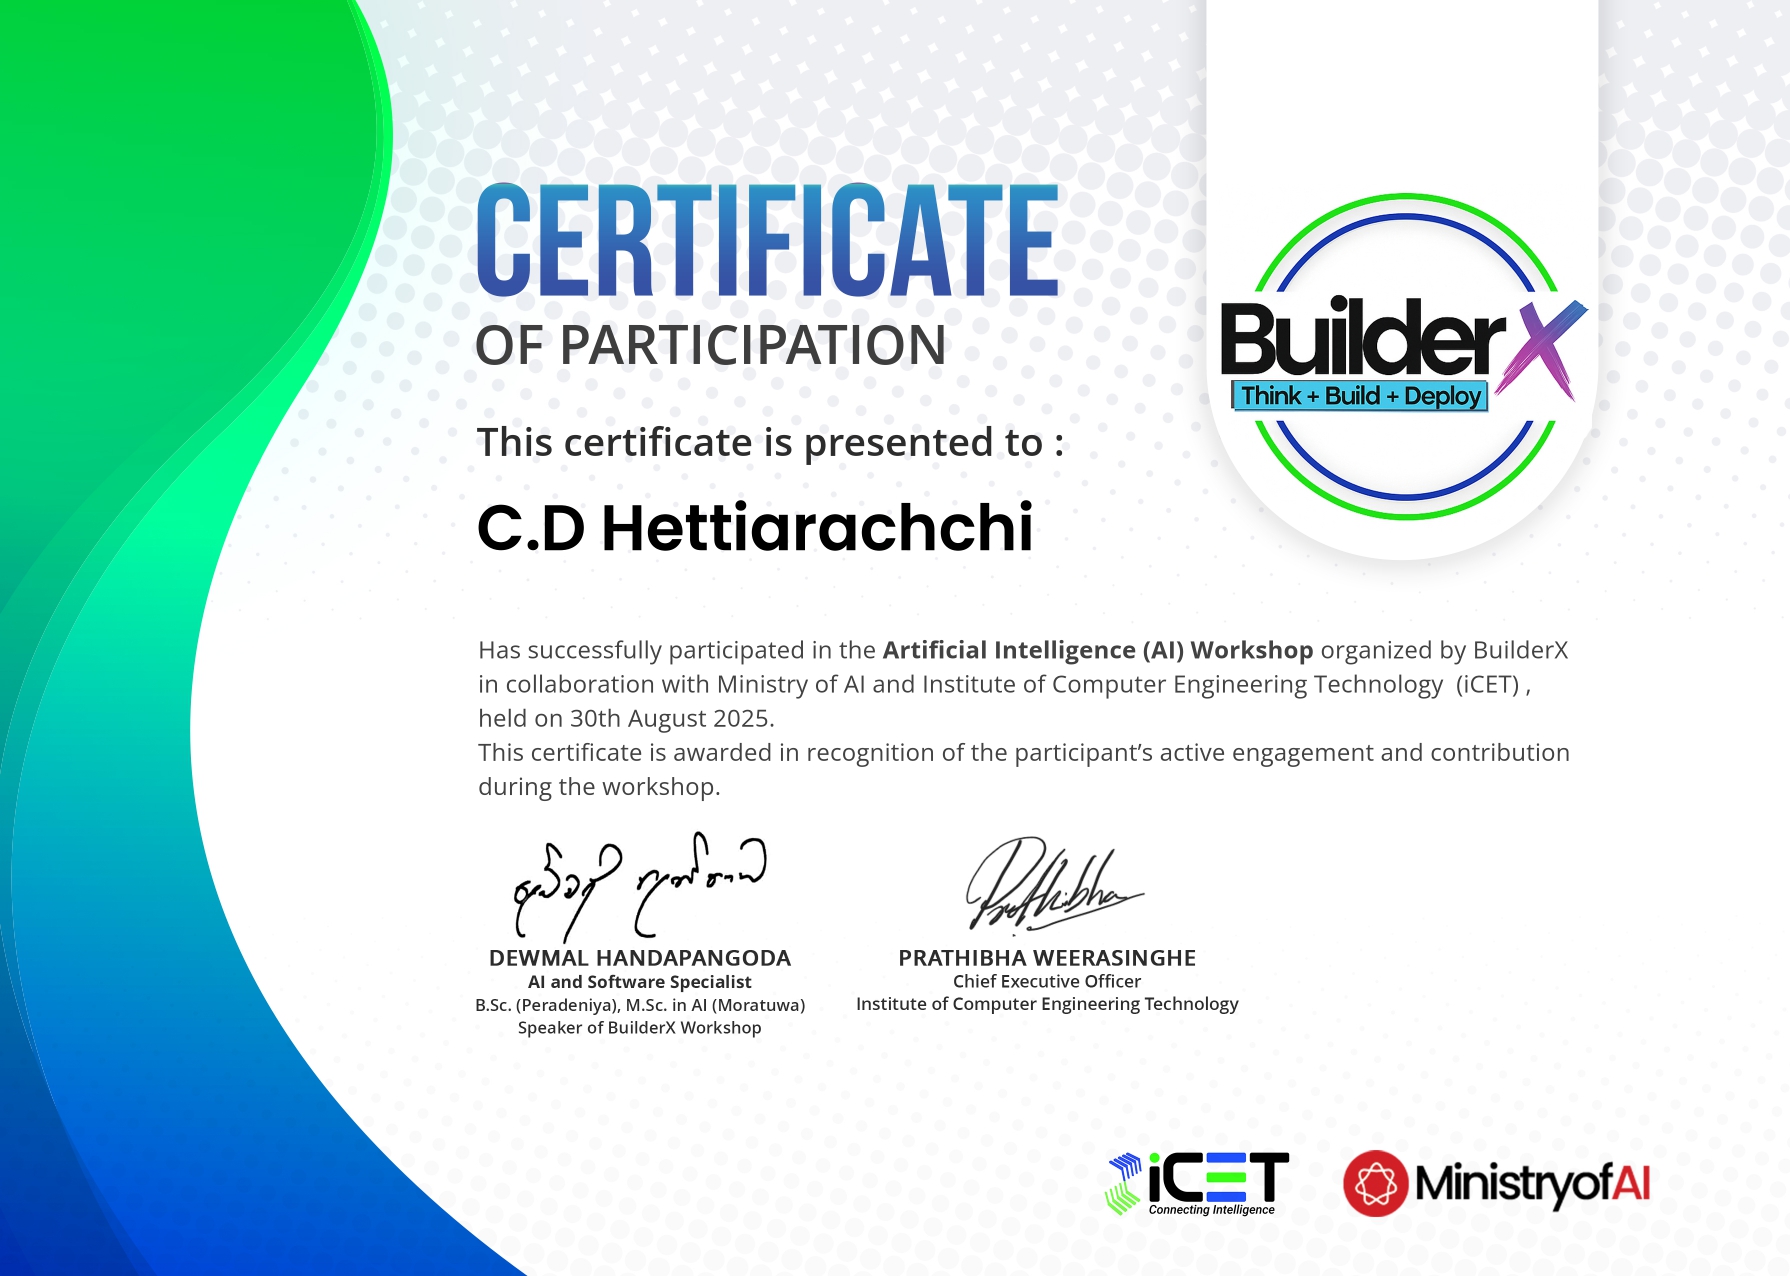 CERTIFICATE
OF PARTICIPATION
BuilderX
Think + Build + Deploy
This certificate is presented to :
C.D Hettiarachchi
Has successfully participated in the Artificial Intelligence (AI) Workshop organized by BuilderX
in collaboration with Ministry of AI and Institute of Computer Engineering Technology (iCET) ,
held on 30th August 2025.
This certificate is awarded in recognition of the participant’s active engagement and contribution
during the workshop.
Prathibha
DEWMAL HANDAPANGODA
AI and Software Specialist
B.Sc. (Peradeniya), M.Sc. in AI (Moratuwa)
Speaker of BuilderX Workshop
PRATHIBHA WEERASINGHE
Chief Executive Officer
Institute of Computer Engineering Technology
iCET
Connecting Intelligence
MinistryofAI